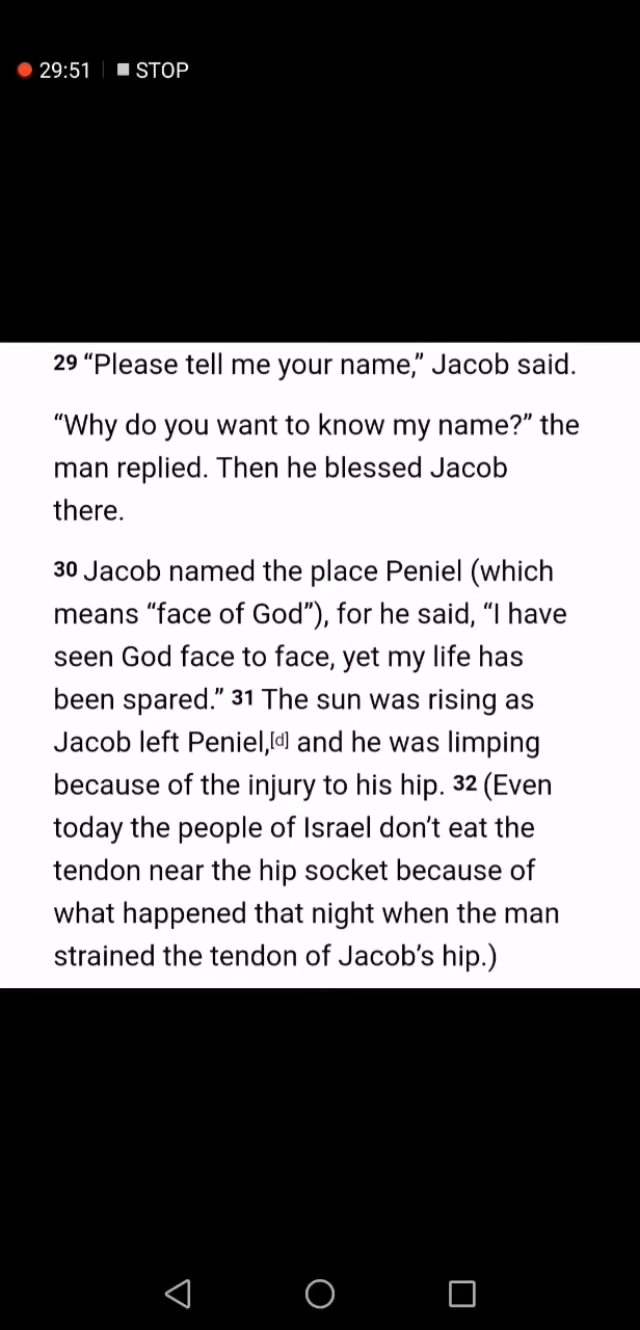 29:51 STOP
29 “Please tell me your name,” Jacob said.
“Why do you want to know my name?” the
man replied. Then he blessed Jacob
there.
30 Jacob named the place Peniel (which
means “face of God”), for he said, “I have
seen God face to face, yet my life has
been spared.” 31 The sun was rising as
Jacob left Peniel,[d] and he was limping
because of the injury to his hip. 32 (Even
today the people of Israel don’t eat the
tendon near the hip socket because of
what happened that night when the man
strained the tendon of Jacob’s hip.)